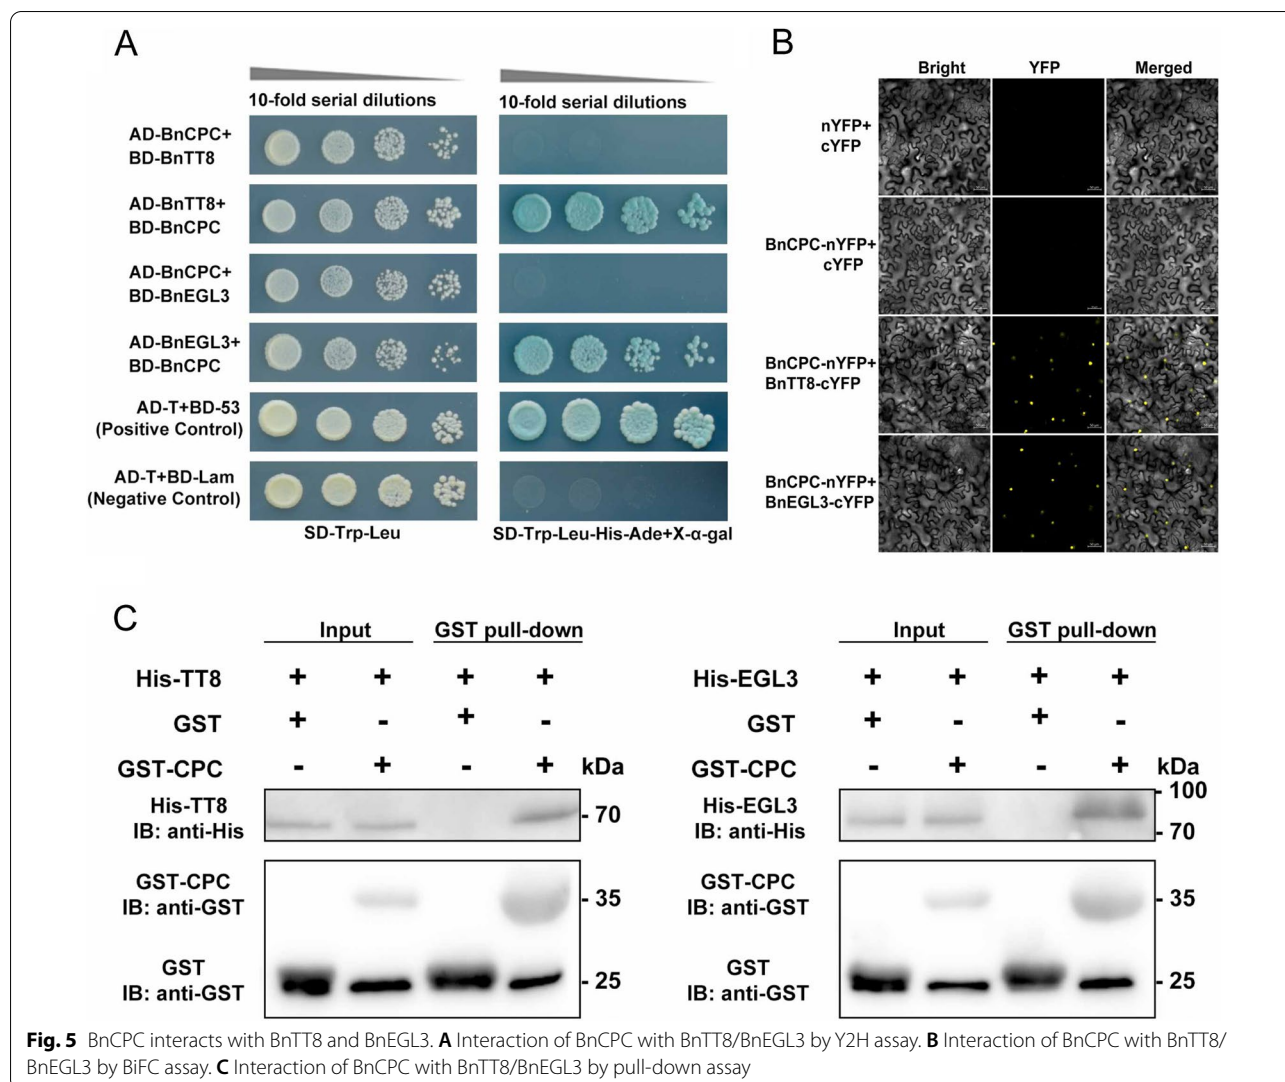 A
10-fold serial dilutions
10-fold serial dilutions
AD-BnCPC+
BD-BnTT8
AD-BnTT8+
BD-BnCPC
AD-BnCPC+
BD-BnEGL3
AD-BnEGL3+
BD-BnCPC
AD-T+BD-53
(Positive Control)
AD-T+BD-Lam
(Negative Control)
SD-Trp-Leu
SD-Trp-Leu-His-Ade+X-α-gal
B
Bright YFP Merged
nYFP+
cYFP
BnCPC-nYFP+
cYFP
BnCPC-nYFP+
BnTT8-cYFP
BnCPC-nYFP+
BnEGL3-cYFP
C
Input GST pull-down
His-TT8 + + + +
GST + - + -
GST-CPC - + - + kDa
His-TT8
IB: anti-His
- 70
GST-CPC
IB: anti-GST
- 35
GST
IB: anti-GST
- 25
Input GST pull-down
His-EGL3 + + + +
GST + - + -
GST-CPC - + - + kDa
- 100
His-EGL3
IB: anti-His
70
GST-CPC
IB: anti-GST
- 35
GST
IB: anti-GST
- 25
Fig. 5 BnCPC interacts with BnTT8 and BnEGL3. A Interaction of BnCPC with BnTT8/BnEGL3 by Y2H assay. B Interaction of BnCPC with BnTT8/
BnEGL3 by BiFC assay. C Interaction of BnCPC with BnTT8/BnEGL3 by pull-down assay